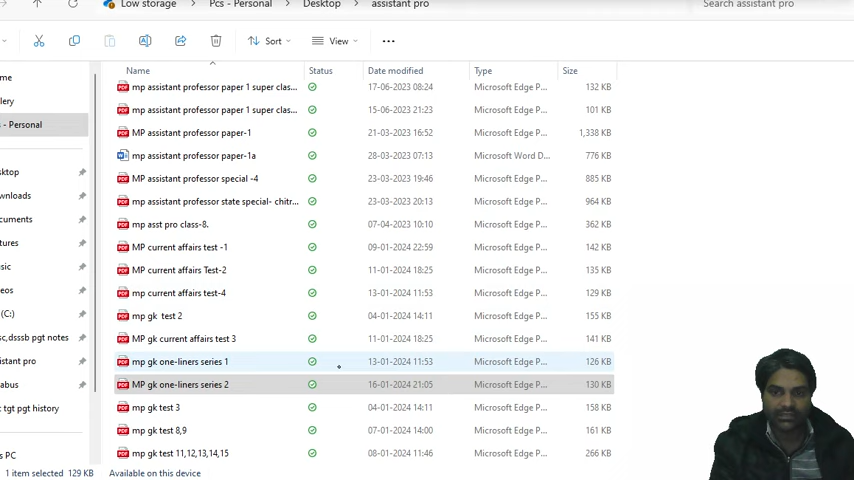 Low storage > Pcs - Personal > Desktop > assistant pro Search assistant pro
Sort View
Name Status Date modified Type Size
mp assistant professor paper 1 super clas... 17-06-2023 08:24 Microsoft Edge P... 132 KB
mp assistant professor paper 1 super clas... 15-06-2023 21:23 Microsoft Edge P... 101 KB
MP assistant professor paper-1 21-03-2023 16:52 Microsoft Edge P... 1,338 KB
mp assistant professor paper-1a 28-03-2023 07:13 Microsoft Word D... 776 KB
MP assistant professor special -4 23-03-2023 19:46 Microsoft Edge P... 885 KB
mp assistant professor state special- chitr... 23-03-2023 20:13 Microsoft Edge P... 964 KB
mp asst pro class-8. 07-04-2023 10:10 Microsoft Edge P... 362 KB
MP current affairs test -1 09-01-2024 22:59 Microsoft Edge P... 142 KB
MP current affairs Test-2 11-01-2024 18:25 Microsoft Edge P... 135 KB
mp current affairs test-4 13-01-2024 11:53 Microsoft Edge P... 129 KB
mp gk test 2 04-01-2024 14:11 Microsoft Edge P... 155 KB
MP gk current affairs test 3 11-01-2024 18:25 Microsoft Edge P... 141 KB
mp gk one-liners series 1 13-01-2024 11:53 Microsoft Edge P... 126 KB
MP gk one-liners series 2 16-01-2024 21:05 Microsoft Edge P... 130 KB
mp gk test 3 04-01-2024 14:11 Microsoft Edge P... 158 KB
mp gk test 8,9 07-01-2024 14:00 Microsoft Edge P... 161 KB
mp gk test 11,12,13,14,15 08-01-2024 11:46 Microsoft Edge P... 266 KB
me
llery
s - Personal
sktop
wnloads
cuments
tures
sic
eos
(C:)
sc,dsssb pgt notes
istant pro
abus
ct tgt pgt history
PC
1 item selected 129 KB Available on this device